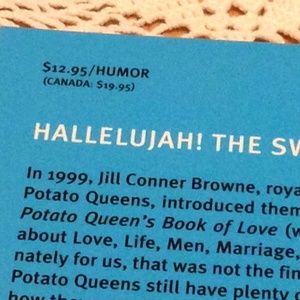 $12.95/HUMOR
(CANADA: $19.95)
HALLELUJAH! THE SW
In 1999, Jill Conner Browne, roya
Potato Queens, introduced them
Potato Queen's Book of Love (w
about Love, Life, Men, Marriage,
nately for us, that was not the fin
Potato Queens still have plenty o